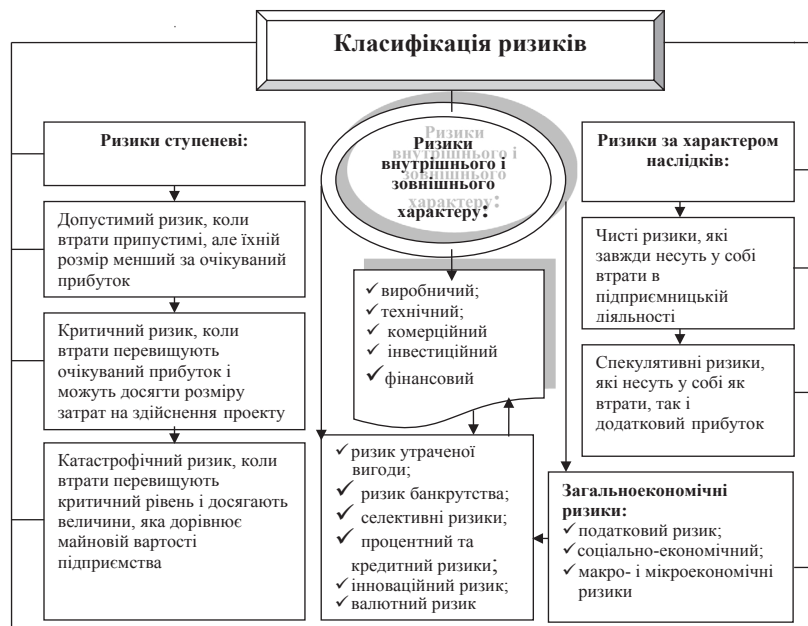 Класифікація ризиків
Ризики ступеневі:
Допустимий ризик, коли
втрати припустимі, але їхній
розмір менший за очікуваний
прибуток
Критичний ризик, коли
втрати перевищують
очікуваний прибуток і
можуть досягти розміру
затрат на здійснення проекту
Катастрофічний ризик, коли
втрати перевищують
критичний рівень і досягають
величини, яка дорівнює
майновій вартості
підприємства
Ризики
внутрішнього і
зовнішнього
характеру:
✓виробничий;
✓технічний;
✓ комерційний
✓ інвестиційний
✓фінансовий
✓ ризик утраченої
вигоди;
✓ ризик банкрутства;
✓ селективні ризики;
✓ процентний та
кредитний ризики;
✓інноваційний ризик;
✓валютний ризик
Ризики за характером
наслідків:
Чисті ризики, які
завжди несуть у собі
втрати в
підприємницькій
діяльності
Спекулятивні ризики,
які несуть у собі як
втрати, так і
додатковий прибуток
Загальноекономічні
ризики:
✓податковий ризик;
✓соціально-економічний;
✓макро- і мікроекономічні
ризики